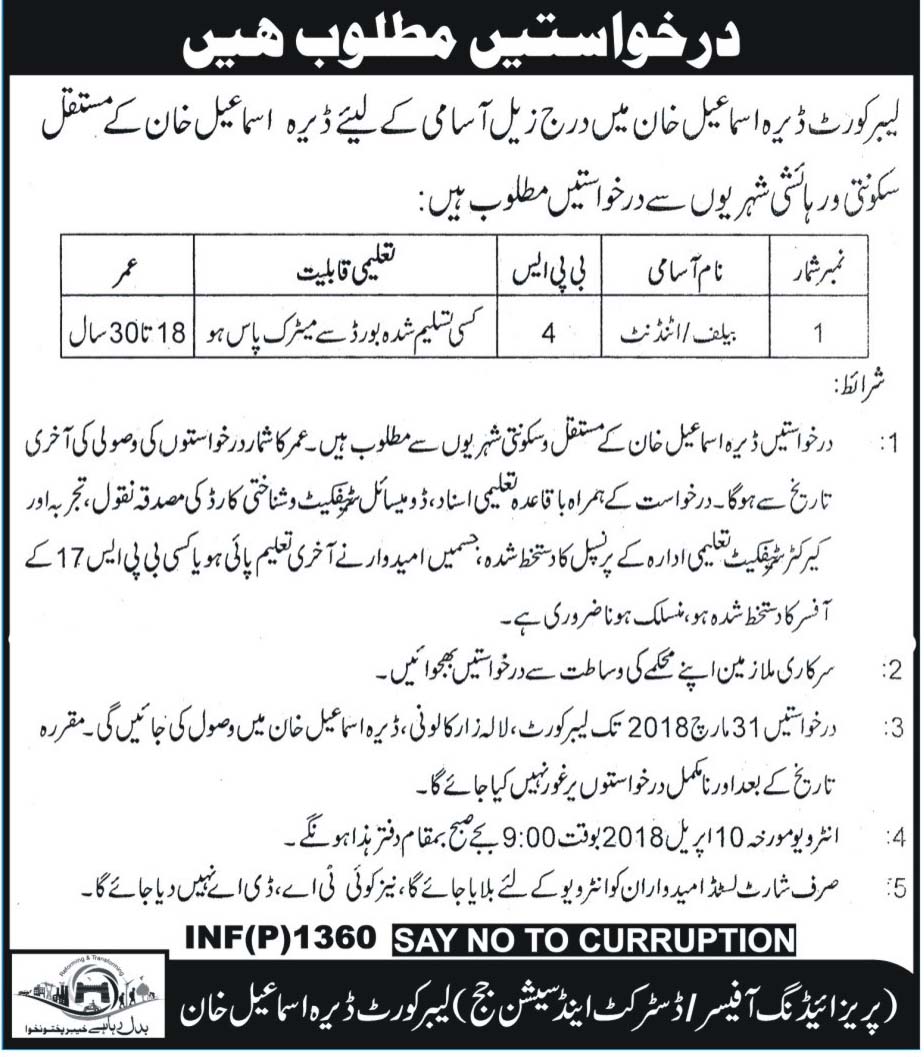 درخواستیں مطلوب ھیں
لیبر کورٹ ڈیرہ اسماعیل خان میں درج زیل آسامی کے لیئے ڈیرہ اسماعیل خان کے مستقل
سکونتی و رہائشی شہریوں سے درخواستیں مطلوب ہیں:
نمبر شمار نام آسامی بی پی ایس تعلیمی قابلیت عمر
1 بیلف/اٹنڈنٹ 4 کسی تسلیم شدہ بورڈ سے میٹرک پاس ہو 18 تا 30 سال
شرائط:
1: درخواستیں ڈیرہ اسماعیل خان کے مستقل و سکونتی شہریوں سے مطلوب ہیں۔ عمر کا شمار درخواستوں کی وصولی کی آخری
تاریخ سے ہوگا۔ درخواست کے ہمراہ باقاعدہ تعلیمی اسناد، ڈومیسائل سرٹیفکیٹ و شناختی کارڈ کی مصدقہ نقول، تجربہ اور
کیرکٹر سرٹیفکیٹ تعلیمی ادارہ کے پرنسپل کا دستخط شدہ، جسمیں امیدوار نے آخری تعلیم پائی ہو یا کسی بی پی ایس 17 کے
آفسر کا دستخط شدہ ہو، منسلک ہونا ضروری ہے۔
2: سرکاری ملازمین اپنے محکمے کی وساطت سے درخواستیں بھجوائیں۔
3: درخواستیں 31 مارچ 2018 تک لیبر کورٹ، لالہ زار کالونی، ڈیرہ اسماعیل خان میں وصول کی جائیں گی۔ مقررہ
تاریخ کے بعد اور نامکمل درخواستوں پر غور نہیں کیا جائے گا۔
4: انٹرویو مورخہ 10 اپریل 2018 بوقت 9:00 بجے صبح بمقام دفتر ہذا ہونگے۔
5: صرف شارٹ لسٹڈ امیدواران کو انٹرویو کے لئے بلایا جائے گا، نیز کوئی ٹی اے، ڈی اے نہیں دیا جائے گا۔
INF(P)1360 SAY NO TO CURRUPTION
(پریزائیڈنگ آفیسر/ڈسٹرکٹ اینڈ سیشن جج) لیبر کورٹ ڈیرہ اسماعیل خان
Reforming & Transforming
بدل رہا ہے خیبر پختونخوا